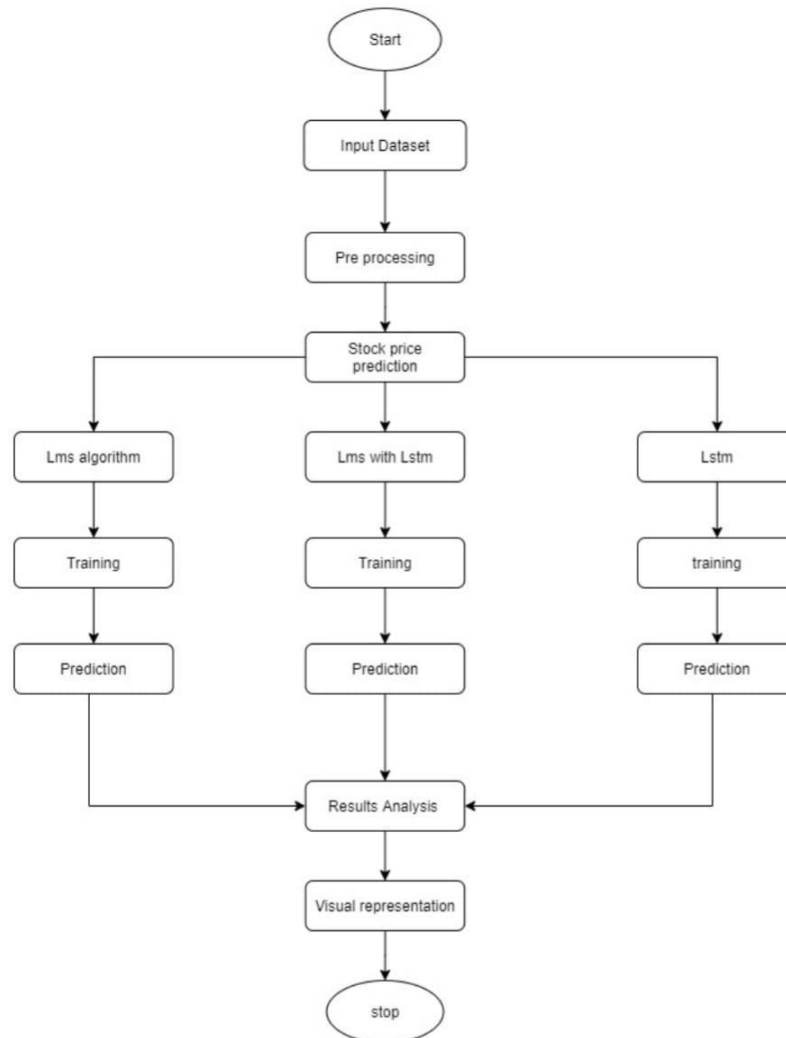 Start
Input Dataset
Pre processing
Stock price
prediction
Lms algorithm
Lms with Lstm
Lstm
Training
Training
training
Prediction
Prediction
Prediction
Results Analysis
Visual representation
stop